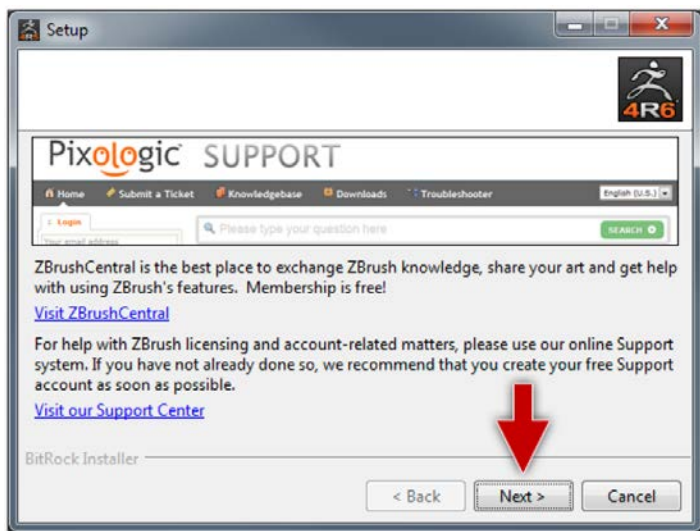 Setup
4R6
Pixologic SUPPORT
Home Submit a Ticket Knowledgebase Downloads Troubleshooter English (U.S.)
Login
Please type your question here SEARCH
Your email address
ZBrushCentral is the best place to exchange ZBrush knowledge, share your art and get help
with using ZBrush's features. Membership is free!
Visit ZBrushCentral
For help with ZBrush licensing and account-related matters, please use our online Support
system. If you have not already done so, we recommend that you create your free Support
account as soon as possible.
Visit our Support Center
BitRock Installer
< Back Next > Cancel